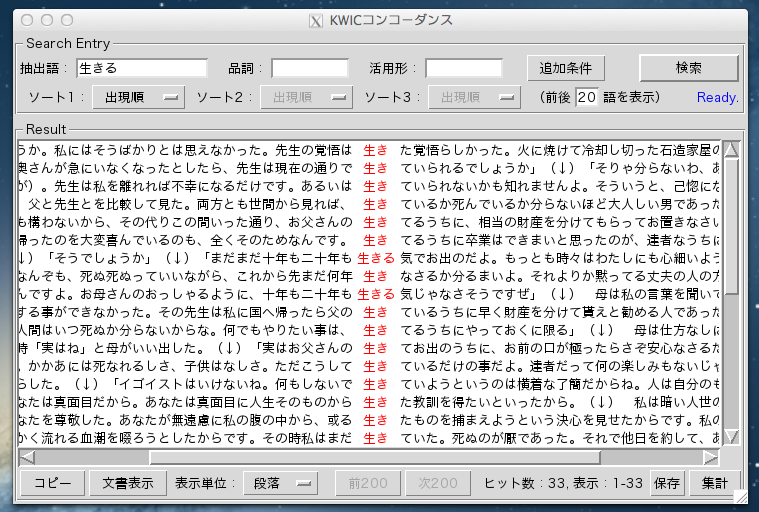 KWICコンコーダンス
Search Entry
抽出語： 生きる 品詞： 活用形： 追加条件 検索
ソート1： 出現順 ソート2： 出現順 ソート3： 出現順 （前後 20 語を表示） Ready.
Result
うか。私にはそうばかりとは思えなかった。先生の覚悟は 生き た覚悟らしかった。火に焼けて冷却し切った石造家屋の
奥さんが急にいなくなったとしたら、先生は現在の通りで 生き ていられるでしょうか」（↓）「そりゃ分らないわ、あ
が）。先生は私を離れれば不幸になるだけです。あるいは 生き ていられないかも知れませんよ。そういうと、己惚にな
父と先生とを比較して見た。両方とも世間から見れば、 生き ているか死んでいるか分らないほど大人しい男であった
も構わないから、その代りこの間いった通り、お父さんの 生き てるうちに、相当の財産を分けてもらってお置きなさい
帰ったのを大変喜んでいるのも、全くそのためなんです。 生き てるうちに卒業はできまいと思ったのが、達者なうちに
↓）「そうでしょうか」（↓）「まだまだ十年も二十年も 生きる 気でお出のだよ。もっとも時々はわたしにも心細いよう
なんぞも、死ぬ死ぬっていいながら、これから先まだ何年 生き なさるか分るまいよ。それよりか黙ってる丈夫の人の方
んですよ。お母さんのおっしゃるように、十年も二十年も 生きる 気じゃなさそうですぜ」（↓） 母は私の言葉を聞いて
する事ができなかった。その先生は私に国へ帰ったら父の 生き ているうちに早く財産を分けて貰えと勧める人であった
人間はいつ死ぬか分らないからな。何でもやりたい事は、 生き てるうちにやっておくに限る」（↓） 母は仕方なしに
時「実はね」と母がいい出した。（↓）「実はお父さんの 生き てお出のうちに、お前の口が極ったらさぞ安心なさるだ
、かかあには死なれるしさ、子供はなしさ。ただこうして 生き ているだけの事だよ。達者だって何の楽しみもないじゃ
らした。（↓）「イゴイストはいけないね。何もしないで 生き ていようというのは横着な了簡だからね。人は自分のも
なたは真面目だから。あなたは真面目に人生そのものから 生き た教訓を得たいといったから。（↓） 私は暗い人世の
なたを尊敬した。あなたが無遠慮に私の腹の中から、或る 生き たものを捕まえようという決心を見せたからです。私の
かく流れる血潮を啜ろうとしたからです。その時私はまだ 生き ていた。死ぬのが厭であった。それで他日を約して、あ
コピー 文書表示 表示単位： 段落 前200 次200 ヒット数：33, 表示：1-33 保存 集計